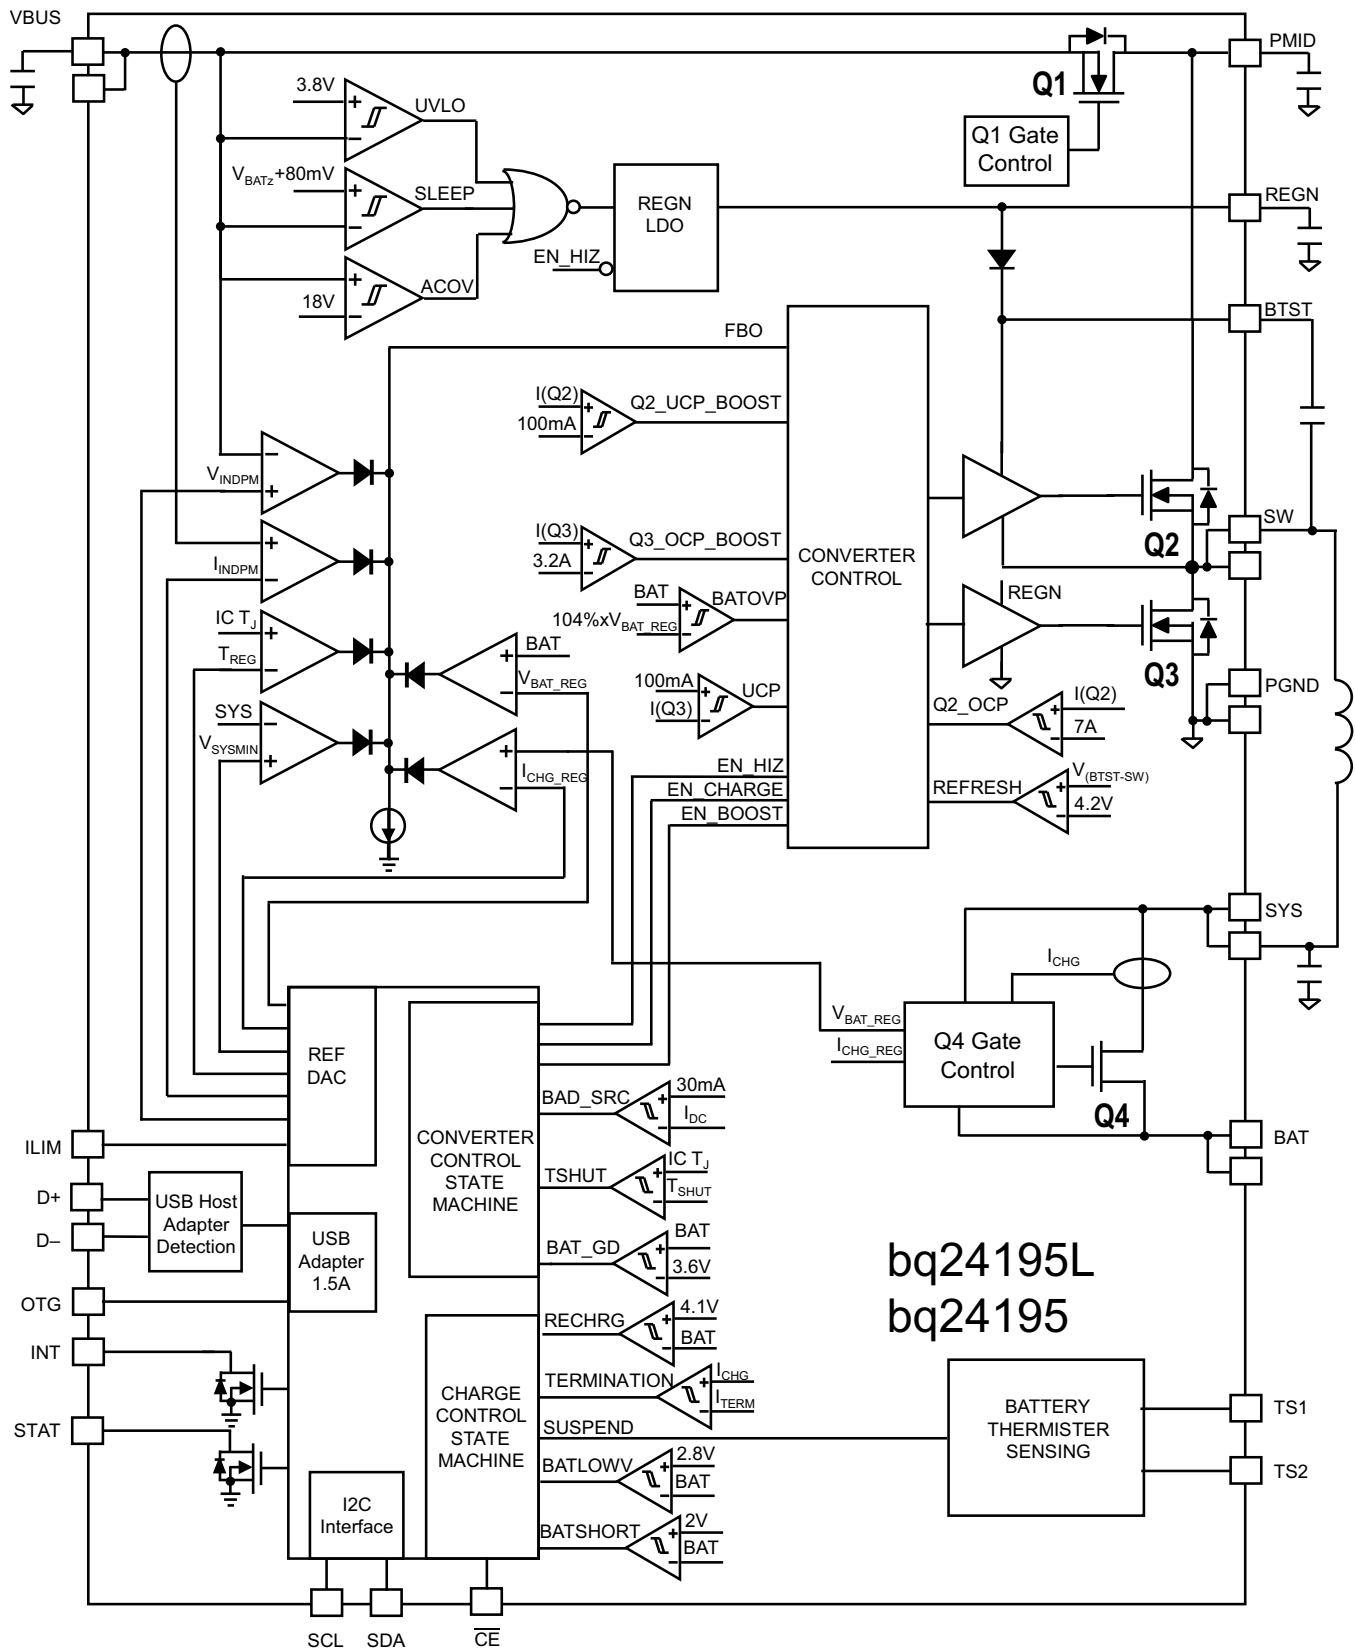 VBUS
PMID
3.8V
+
UVLO
−
Q1
Q1 Gate
Control
V_BATz+80mV
+
SLEEP
−
REGN
LDO
REGN
EN_HIZ
+
ACOV
18V
−
BTST
FBO
I(Q2)
+
Q2_UCP_BOOST
100mA
−
−
V_INDPM
+
SW
I(Q3)
+
Q3_OCP_BOOST
3.2A
−
CONVERTER
CONTROL
Q2
+
I_INDPM
−
BAT
+
BATOVP
104%xV_BAT_REG
−
REGN
IC T_J
+
T_REG
−
+
BAT
V_BAT_REG
−
Q3
100mA
+
UCP
I(Q3)
−
PGND
Q2_OCP
I(Q2)
+
7A
−
SYS
−
V_SYSMIN
+
+
I_CHG_REG
−
EN_HIZ
EN_CHARGE
EN_BOOST
REFRESH
V_(BTST-SW)
+
4.2V
−
SYS
I_CHG
V_BAT_REG
I_CHG_REG
Q4 Gate
Control
Q4
REF
DAC
BAT
ILIM
CONVERTER
CONTROL
STATE
MACHINE
BAD_SRC
30mA
+
I_DC
−
TSHUT
IC T_J
+
T_SHUT
−
BAT_GD
BAT
+
3.6V
−
D+
D−
USB Host
Adapter
Detection
USB
Adapter
1.5A
bq24195L
bq24195
OTG
INT
STAT
RECHRG
4.1V
+
BAT
−
CHARGE
CONTROL
STATE
MACHINE
TERMINATION
I_CHG
+
I_TERM
−
SUSPEND
BATTERY
THERMISTER
SENSING
TS1
TS2
BATLOWV
2.8V
+
BAT
−
BATSHORT
2V
+
BAT
−
I2C
Interface
SCL
SDA
CE